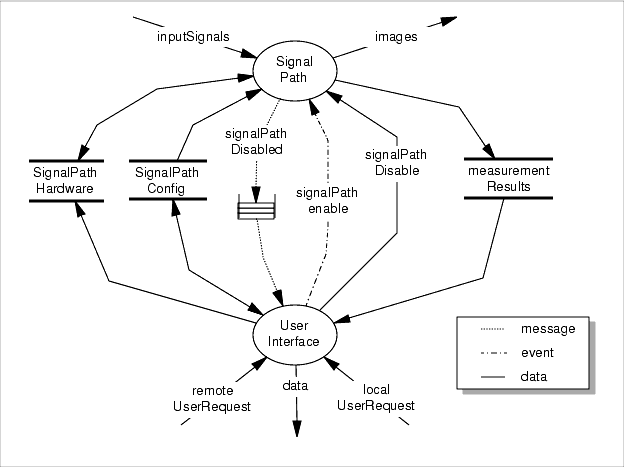 inputSignals
images
Signal
Path
signalPath
Disabled
signalPath
Disable
SignalPath
Hardware
SignalPath
Config
measurement
Results
signalPath
enable
User
Interface
message
event
data
remote
UserRequest
data
local
UserRequest